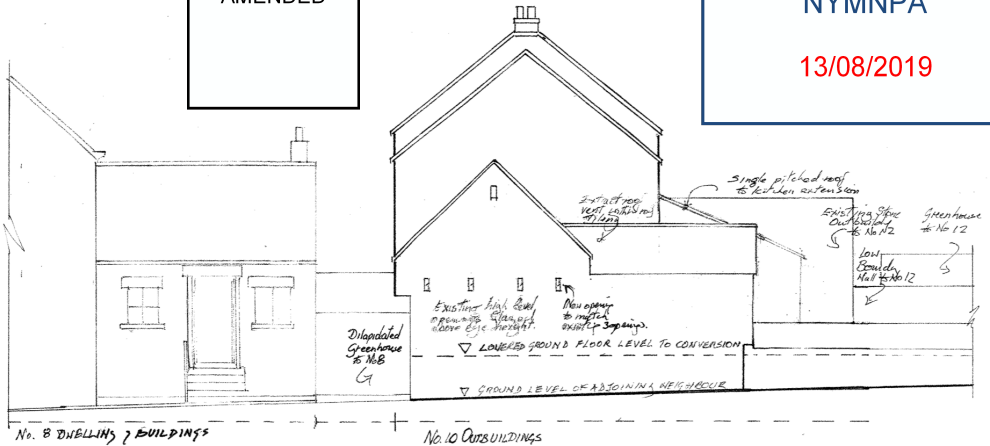 AMENDED
NYMNPA
13/08/2019
Single pitched roof
to kitchen extension
Extract
vent
Existing Stone
Outbuilding
to No 12
Greenhouse
to No 12
Low
Boundary
Wall to No 12
Existing high level
openings Glazed
above eye height.
New opening
to match
existing 3 openings.
Dilapidated
Greenhouse
to No 8
▽ LOWERED GROUND FLOOR LEVEL TO CONVERSION
▽ GROUND LEVEL OF ADJOINING NEIGHBOUR
No. 8 DWELLING & BUILDINGS
No. 10 OUTBUILDINGS